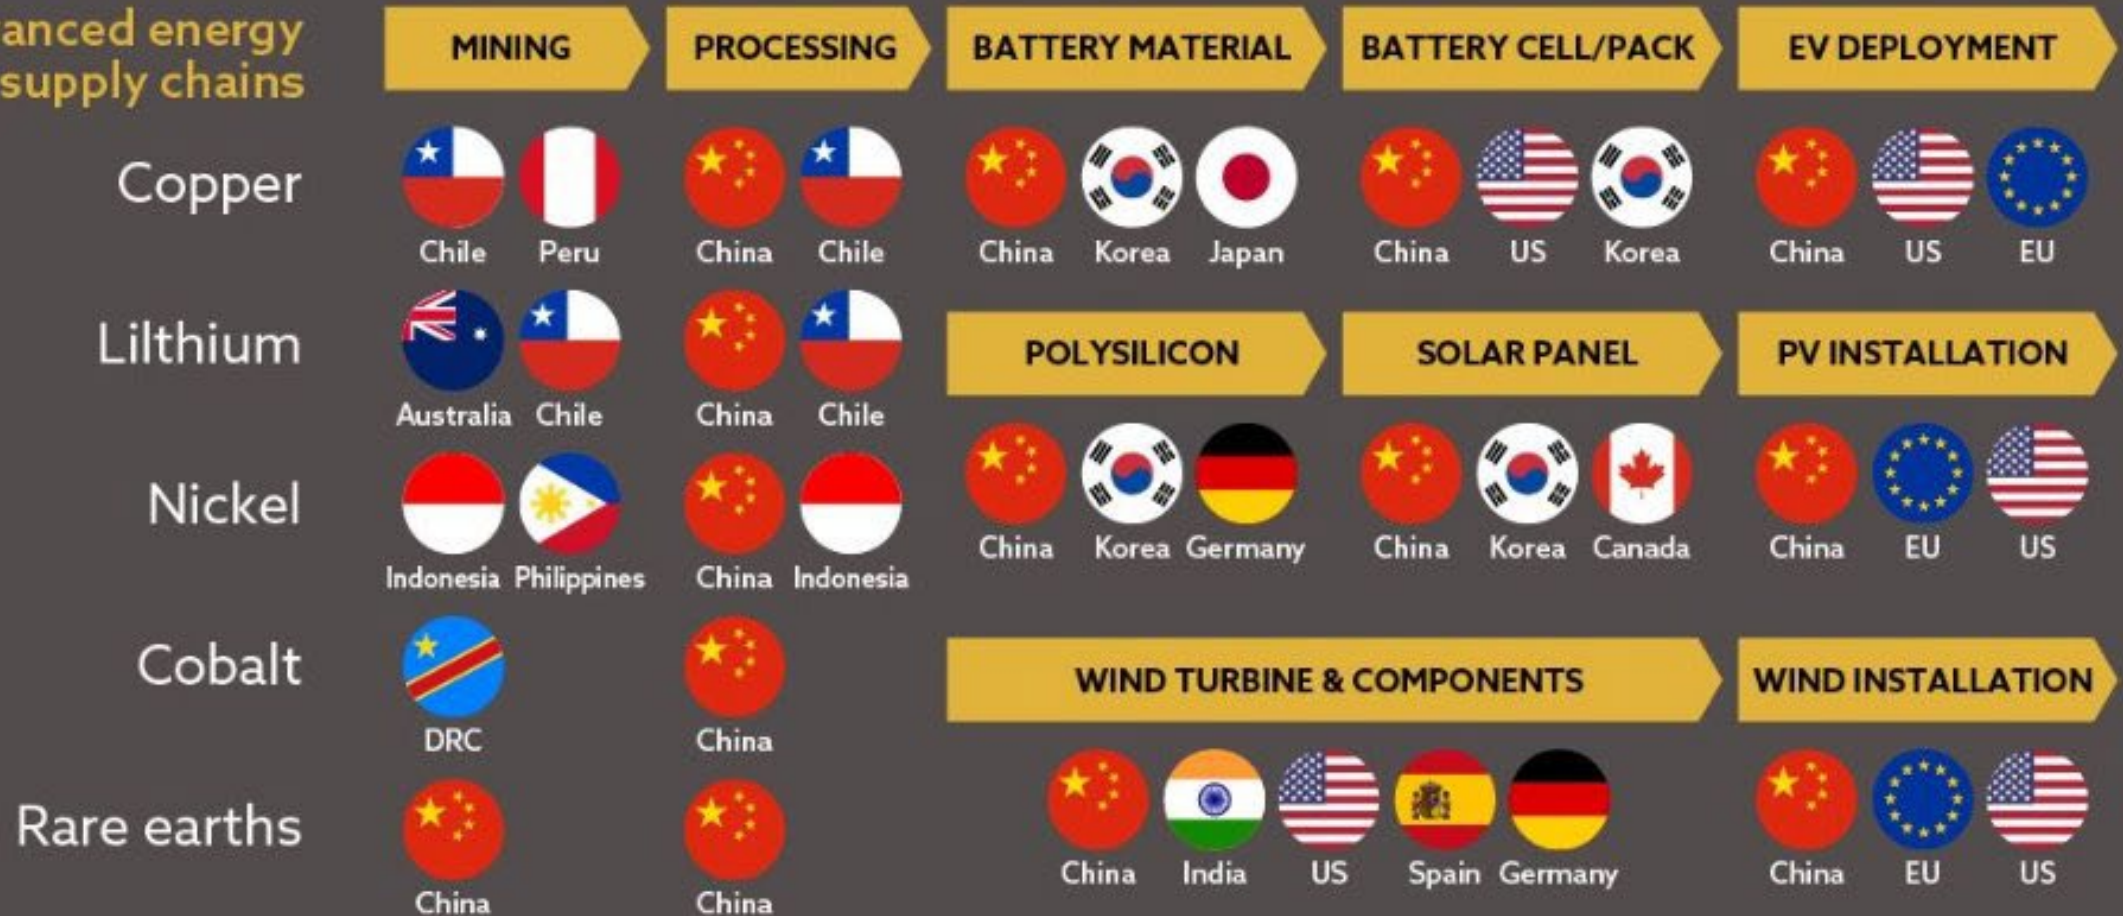 anced energy
supply chains
MINING
PROCESSING
BATTERY MATERIAL
BATTERY CELL/PACK
EV DEPLOYMENT
Copper
Chile Peru
China Chile
China Korea Japan
China US Korea
China US EU
Lilthium
Australia Chile
China Chile
POLYSILICON
SOLAR PANEL
PV INSTALLATION
Nickel
Indonesia Philippines
China Indonesia
China Korea Germany
China Korea Canada
China EU US
Cobalt
DRC
China
WIND TURBINE & COMPONENTS
WIND INSTALLATION
Rare earths
China
China
China India US Spain Germany
China EU US